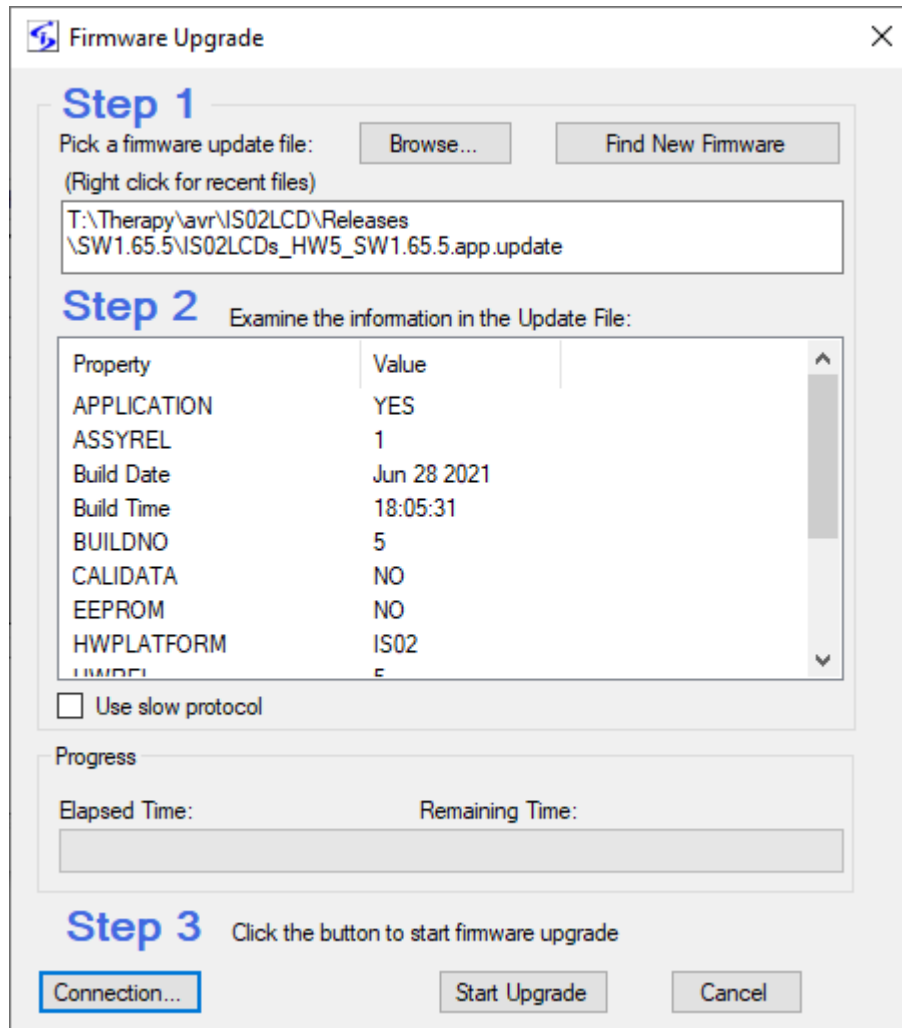 Firmware Upgrade
Step 1
Pick a firmware update file: Browse... Find New Firmware
(Right click for recent files)
T:\Therapy\avr\IS02LCD\Releases
\SW1.65.5\IS02LCDs_HW5_SW1.65.5.app.update
Step 2 Examine the information in the Update File:
Property Value
APPLICATION YES
ASSYREL 1
Build Date Jun 28 2021
Build Time 18:05:31
BUILDNO 5
CALIDATA NO
EEPROM NO
HWPLATFORM IS02
HWREL 5
Use slow protocol
Progress
Elapsed Time: Remaining Time:
Step 3 Click the button to start firmware upgrade
Connection... Start Upgrade Cancel